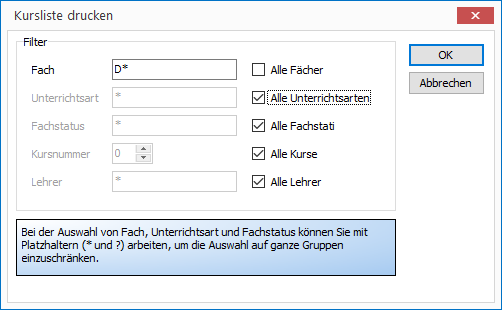 Kursliste drucken
Filter
Fach D* Alle Fächer
Unterrichtsart * Alle Unterrichtsarten
Fachstatus * Alle Fachstati
Kursnummer 0 Alle Kurse
Lehrer * Alle Lehrer
OK
Abbrechen
Bei der Auswahl von Fach, Unterrichtsart und Fachstatus können Sie mit
Platzhaltern (* und ?) arbeiten, um die Auswahl auf ganze Gruppen
einzuschränken.